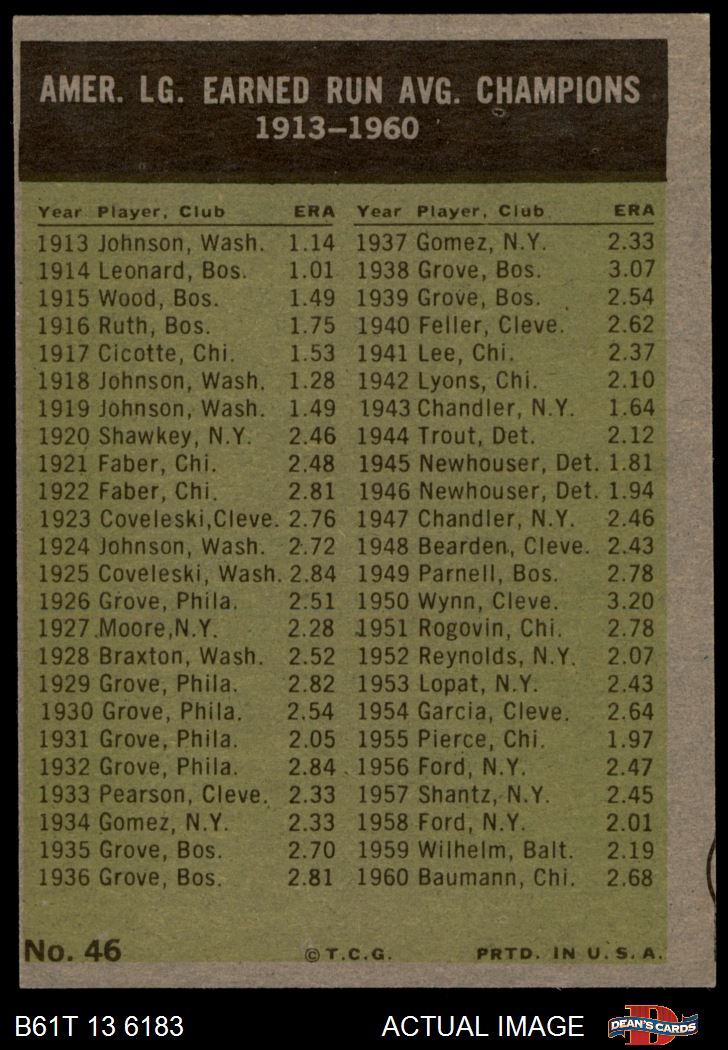 AMER. LG. EARNED RUN AVG. CHAMPIONS
1913–1960
Year Player, Club ERA
1913 Johnson, Wash. 1.14
1914 Leonard, Bos. 1.01
1915 Wood, Bos. 1.49
1916 Ruth, Bos. 1.75
1917 Cicotte, Chi. 1.53
1918 Johnson, Wash. 1.28
1919 Johnson, Wash. 1.49
1920 Shawkey, N.Y. 2.46
1921 Faber, Chi. 2.48
1922 Faber, Chi. 2.81
1923 Coveleski,Cleve. 2.76
1924 Johnson, Wash. 2.72
1925 Coveleski, Wash. 2.84
1926 Grove, Phila. 2.51
1927 Moore,N.Y. 2.28
1928 Braxton, Wash. 2.52
1929 Grove, Phila. 2.82
1930 Grove, Phila. 2.54
1931 Grove, Phila. 2.05
1932 Grove, Phila. 2.84
1933 Pearson, Cleve. 2.33
1934 Gomez, N.Y. 2.33
1935 Grove, Bos. 2.70
1936 Grove, Bos. 2.81
Year Player, Club ERA
1937 Gomez, N.Y. 2.33
1938 Grove, Bos. 3.07
1939 Grove, Bos. 2.54
1940 Feller, Cleve. 2.62
1941 Lee, Chi. 2.37
1942 Lyons, Chi. 2.10
1943 Chandler, N.Y. 1.64
1944 Trout, Det. 2.12
1945 Newhouser, Det. 1.81
1946 Newhouser, Det. 1.94
1947 Chandler, N.Y. 2.46
1948 Bearden, Cleve. 2.43
1949 Parnell, Bos. 2.78
1950 Wynn, Cleve. 3.20
1951 Rogovin, Chi. 2.78
1952 Reynolds, N.Y. 2.07
1953 Lopat, N.Y. 2.43
1954 Garcia, Cleve. 2.64
1955 Pierce, Chi. 1.97
1956 Ford, N.Y. 2.47
1957 Shantz, N.Y. 2.45
1958 Ford, N.Y. 2.01
1959 Wilhelm, Balt. 2.19
1960 Baumann, Chi. 2.68
No. 46 © T.C.G. PRTD. IN U.S.A.
B61T 13 6183 ACTUAL IMAGE DEAN'S CARDS